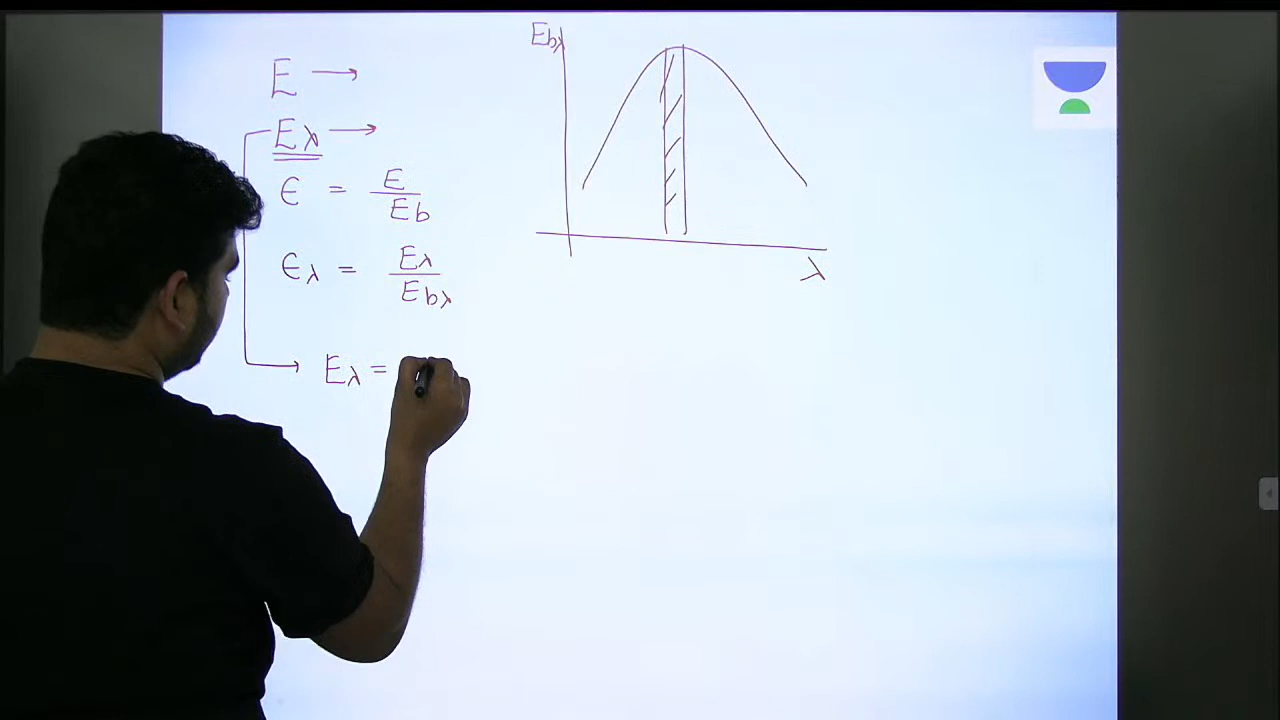 E →
Eλ →
ϵ = E / Eb
ϵλ = Eλ / Ebλ
Eλ =
Ebλ
λ